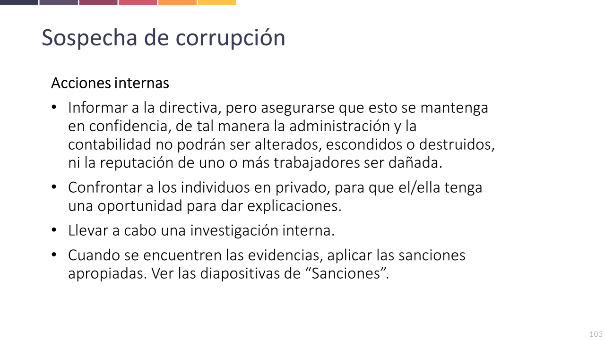 Sospecha de corrupción
Acciones internas
• Informar a la directiva, pero asegurarse que esto se mantenga
en confidencia, de tal manera la administración y la
contabilidad no podrán ser alterados, escondidos o destruidos,
ni la reputación de uno o más trabajadores ser dañada.
• Confrontar a los individuos en privado, para que el/ella tenga
una oportunidad para dar explicaciones.
• Llevar a cabo una investigación interna.
• Cuando se encuentren las evidencias, aplicar las sanciones
apropiadas. Ver las diapositivas de “Sanciones”.
103